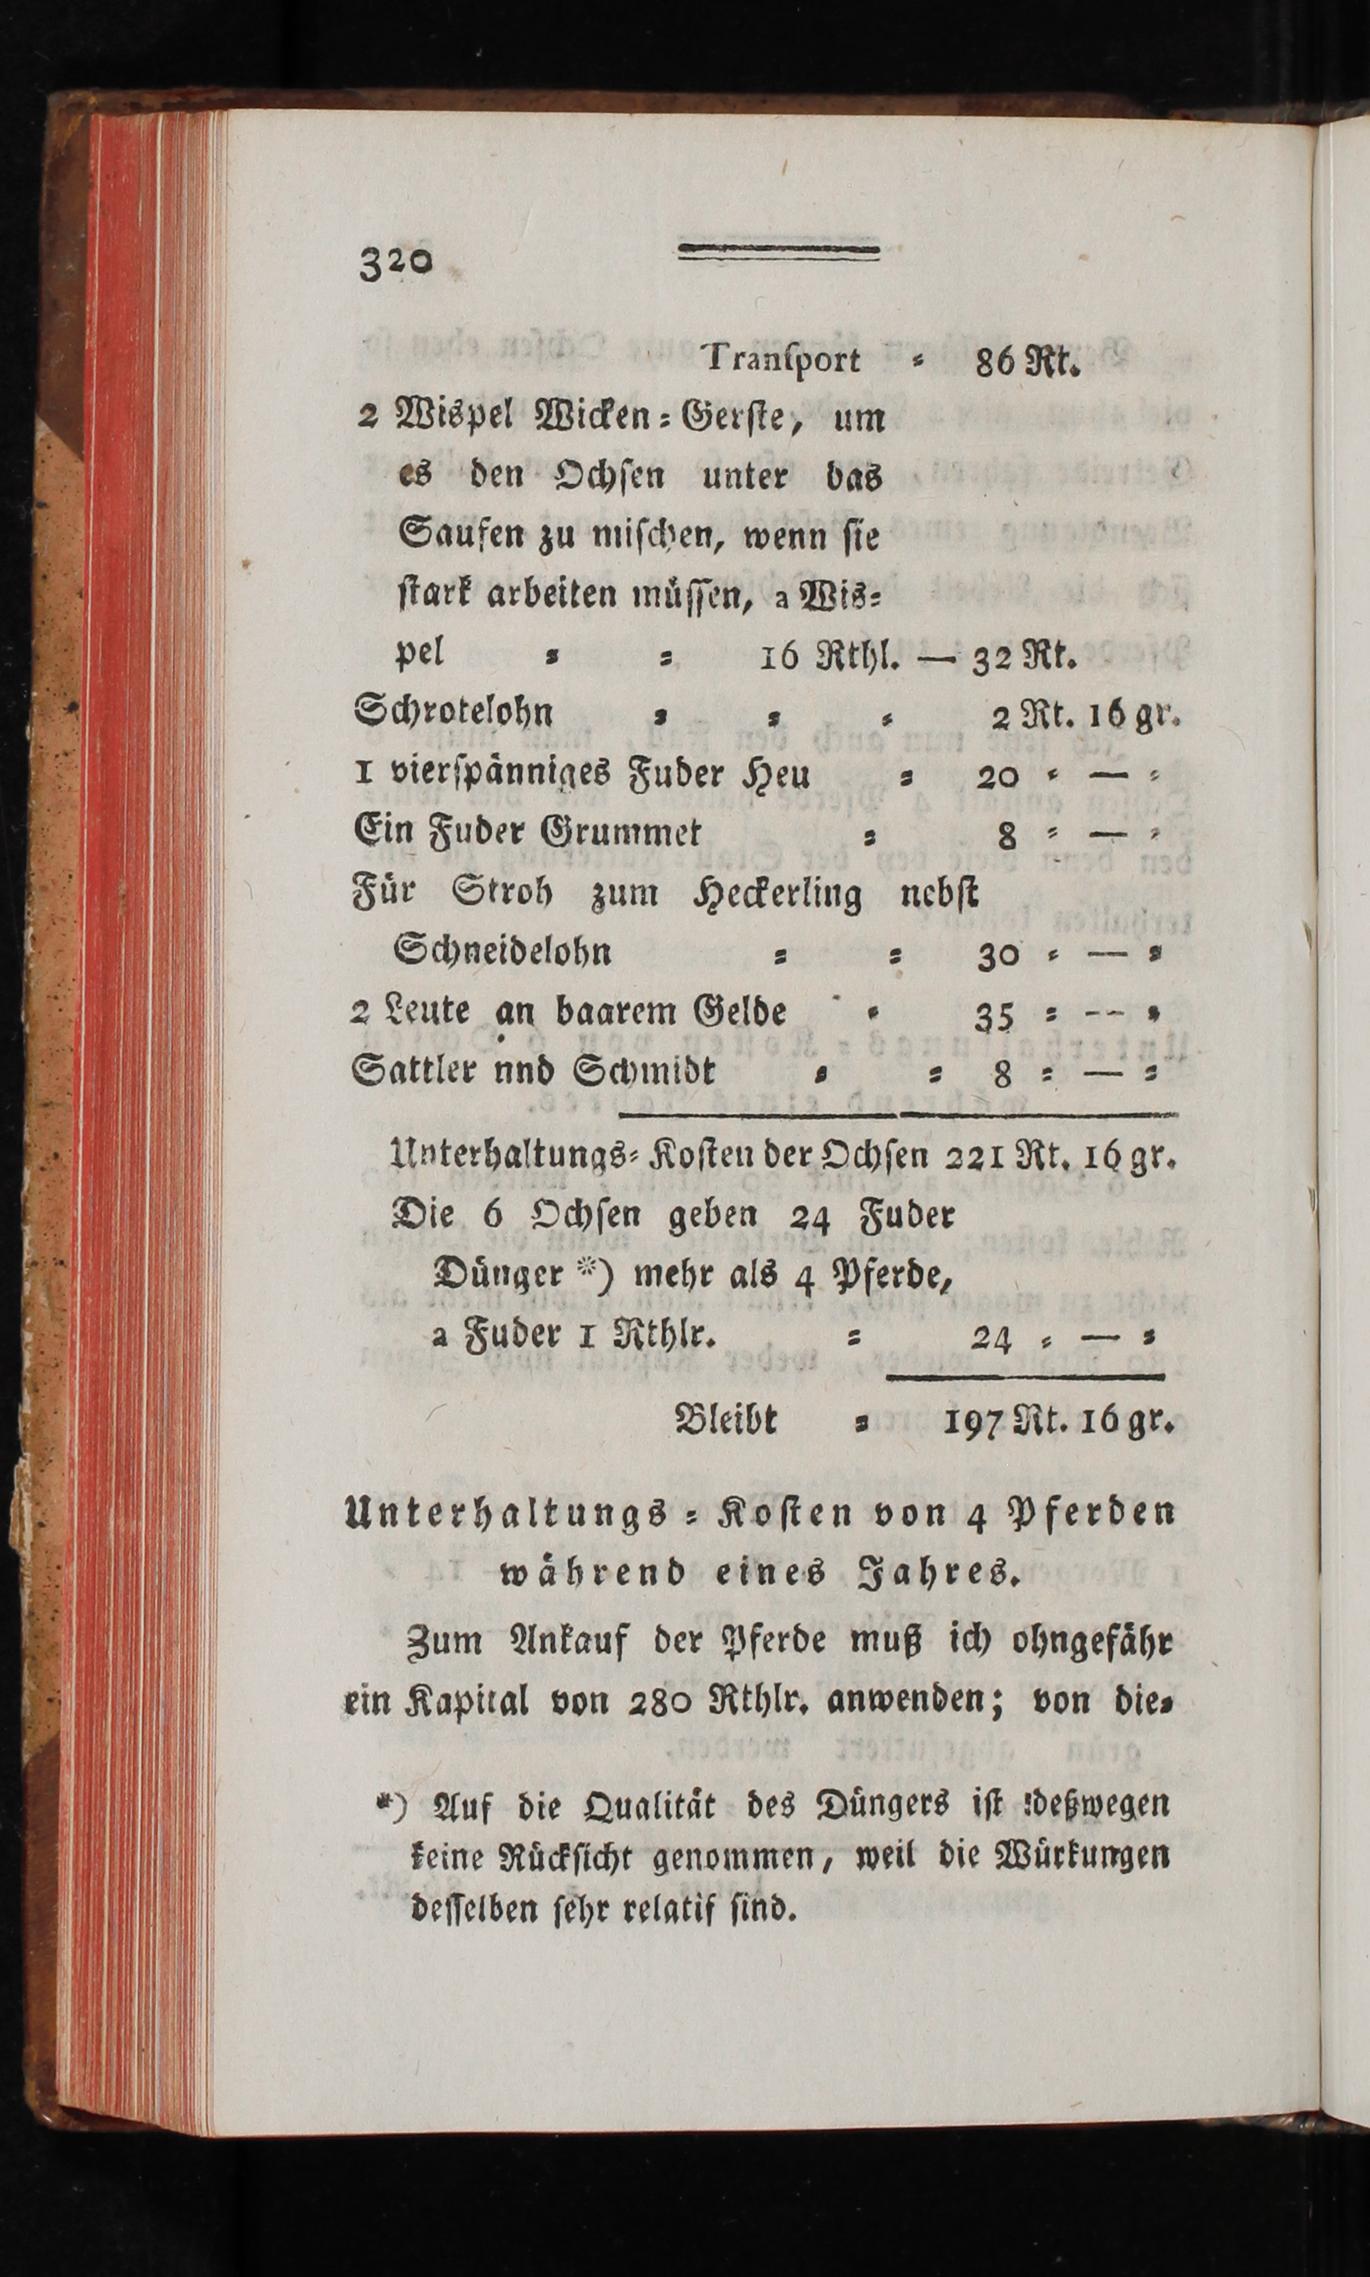 320
Tranſport ⸗ 86 Rt.
2 Wispel Wicken⸗Gerſte, um
es den Ochſen unter das
Saufen zu miſchen, wenn ſie
ſtark arbeiten müſſen, a Wis⸗
pel ⸗ ⸗ 16 Rthl. — 32 Rt.
Schrotelohn ⸗ ⸗ ⸗ 2 Rt. 16 gr.
1 vierſpänniges Fuder Heu ⸗ 20 ⸗ — ⸗
Ein Fuder Grummet ⸗ 8 ⸗ — ⸗
Für Stroh zum Heckerling nebſt
Schneidelohn ⸗ ⸗ 30 ⸗ — ⸗
2 Leute an baarem Gelde ⸗ 35 ⸗ — ⸗
Sattler nnd Schmidt ⸗ ⸗ 8 ⸗ — ⸗
Unterhaltungs⸗Koſten der Ochſen 221 Rt. 16 gr.
Die 6 Ochſen geben 24 Fuder
Dünger *) mehr als 4 Pferde,
a Fuder 1 Rthlr. ⸗ 24 ⸗ — ⸗
Bleibt ⸗ 197 Rt. 16 gr.
Unterhaltungs⸗Koſten von 4 Pferden
während eines Jahres.
Zum Ankauf der Pferde muß ich ohngefähr
ein Kapital von 280 Rthlr. anwenden; von die⸗
*) Auf die Qualität des Düngers iſt deßwegen
keine Rückſicht genommen, weil die Würkungen
deſſelben ſehr relatif ſind.